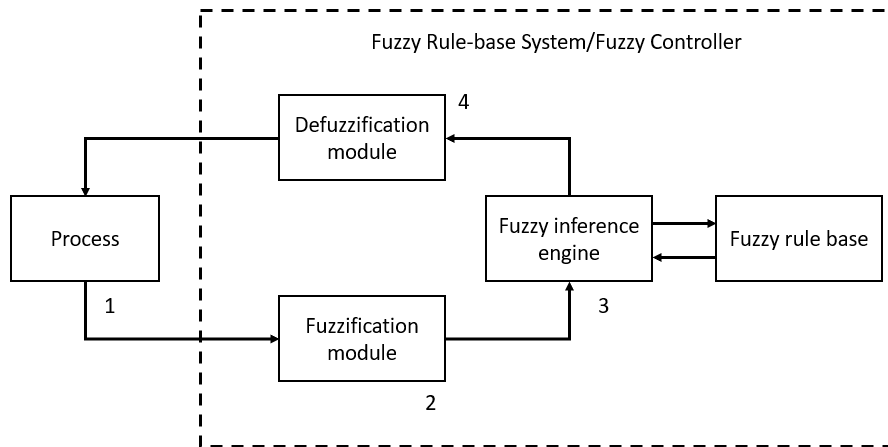 Fuzzy Rule-base System/Fuzzy Controller
4
Defuzzification
module
Process
Fuzzy inference
engine
Fuzzy rule base
1
3
Fuzzification
module
2